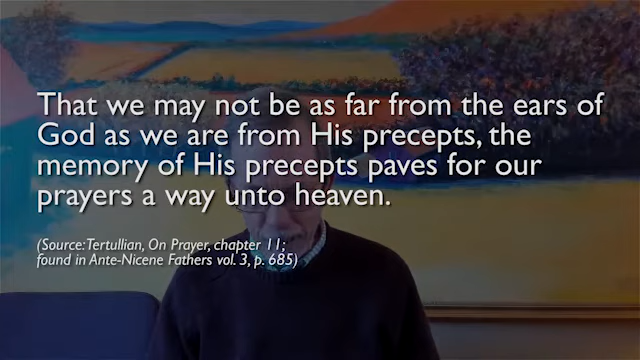 That we may not be as far from the ears of
God as we are from His precepts, the
memory of His precepts paves for our
prayers a way unto heaven.
(Source: Tertullian, On Prayer, chapter 11;
found in Ante-Nicene Fathers vol. 3, p. 685)